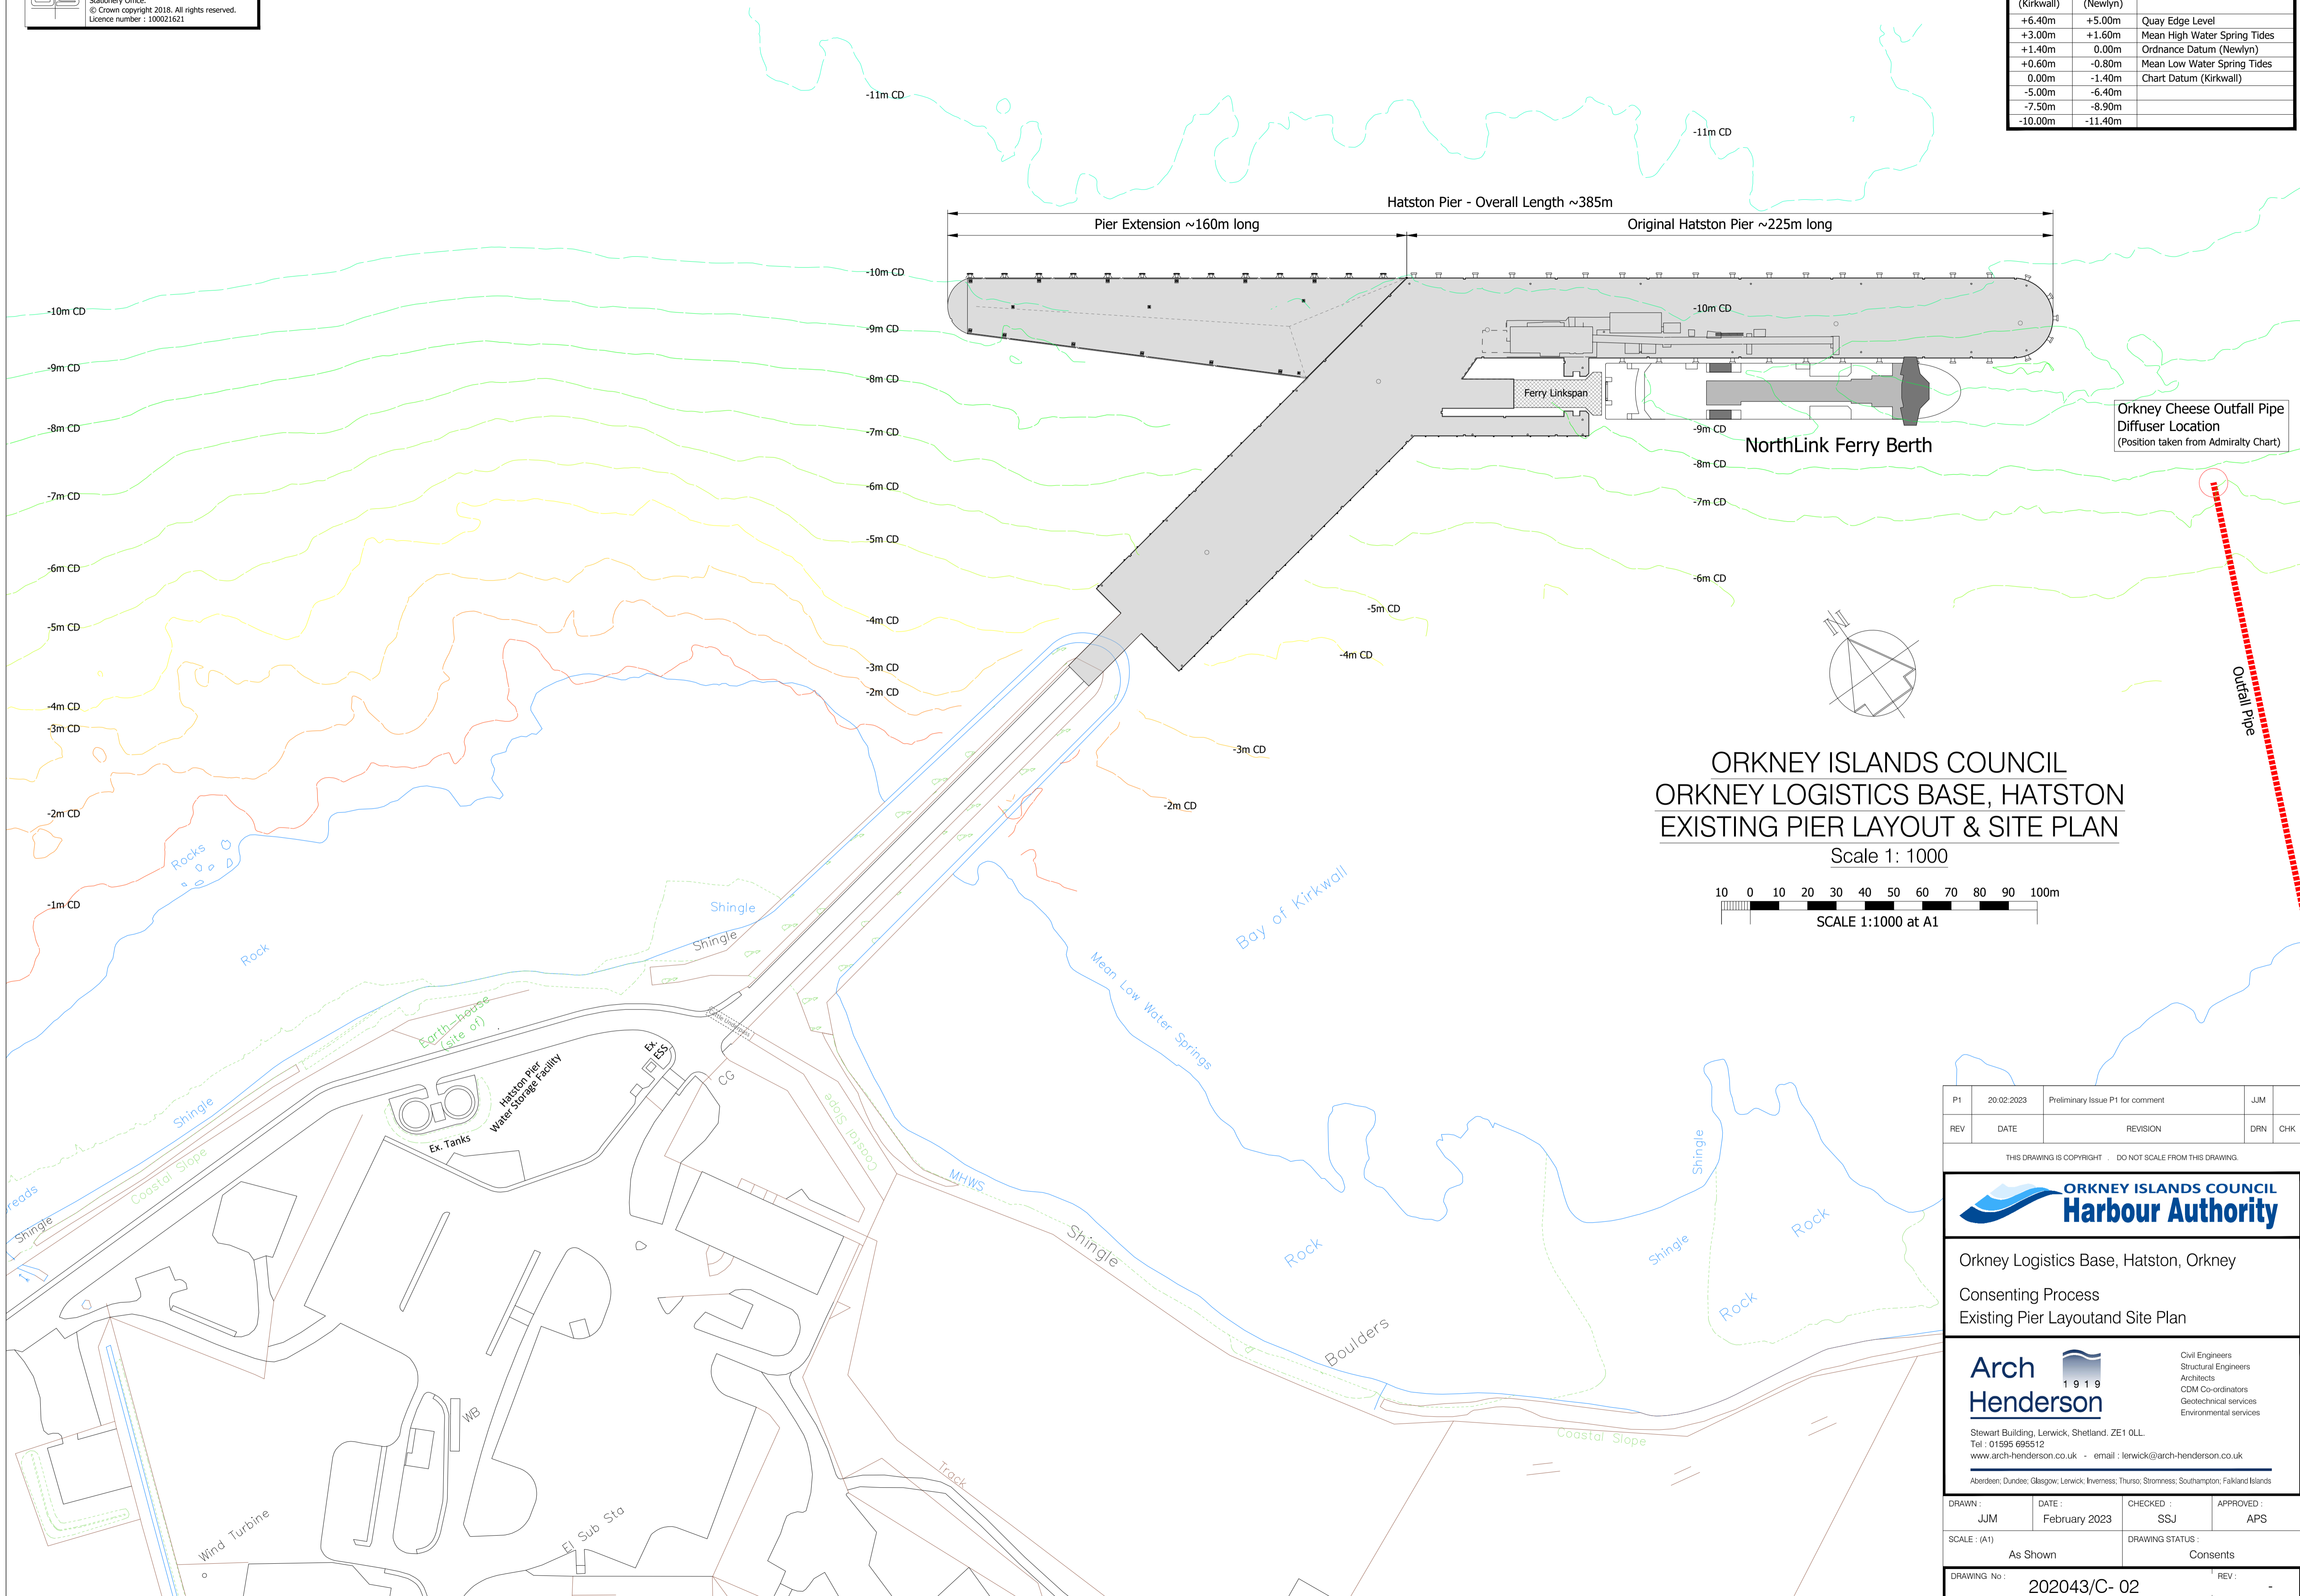 Stationery Office.
© Crown copyright 2018. All rights reserved.
Licence number : 100021621
(Kirkwall) (Newlyn)
+6.40m +5.00m Quay Edge Level
+3.00m +1.60m Mean High Water Spring Tides
+1.40m 0.00m Ordnance Datum (Newlyn)
+0.60m -0.80m Mean Low Water Spring Tides
0.00m -1.40m Chart Datum (Kirkwall)
-5.00m -6.40m
-7.50m -8.90m
-10.00m -11.40m
-11m CD
-11m CD
Hatston Pier - Overall Length ~385m
Pier Extension ~160m long
Original Hatston Pier ~225m long
-10m CD
-10m CD
-10m CD
-9m CD
-9m CD
-8m CD
Ferry Linkspan
-9m CD
NorthLink Ferry Berth
Orkney Cheese Outfall Pipe
Diffuser Location
(Position taken from Admiralty Chart)
-8m CD
-7m CD
-8m CD
-7m CD
-6m CD
-7m CD
-5m CD
-6m CD
-6m CD
-5m CD
-4m CD
-5m CD
-4m CD
-3m CD
-2m CD
N
Outfall Pipe
-4m CD
-3m CD
-3m CD
-2m CD
-2m CD
-1m CD
ORKNEY ISLANDS COUNCIL
ORKNEY LOGISTICS BASE, HATSTON
EXISTING PIER LAYOUT & SITE PLAN
Scale 1: 1000
10 0 10 20 30 40 50 60 70 80 90 100m
SCALE 1:1000 at A1
Rocks
Rock
Shingle
Shingle
Bay of Kirkwall
Mean Low Water Springs
Earth-house
(site of)
Cattle Underpass
Ex.
ESS
Hatston Pier
Water Storage Facility
Ex. Tanks
CG
Coastal Slope
Shingle
Coastal Slope
Shingle
MHWS
Shingle
Rock
Boulders
Shingle
Shingle
Rock
Rock
Coastal Slope
WB
Track
Wind Turbine
El Sub Sta
P1 20:02:2023 Preliminary Issue P1 for comment JJM
REV DATE REVISION DRN CHK
THIS DRAWING IS COPYRIGHT . DO NOT SCALE FROM THIS DRAWING.
ORKNEY ISLANDS COUNCIL
Harbour Authority
Orkney Logistics Base, Hatston, Orkney
Consenting Process
Existing Pier Layoutand Site Plan
Arch
1919
Henderson
Civil Engineers
Structural Engineers
Architects
CDM Co-ordinators
Geotechnical services
Environmental services
Stewart Building, Lerwick, Shetland. ZE1 0LL.
Tel : 01595 695512
www.arch-henderson.co.uk - email : lerwick@arch-henderson.co.uk
Aberdeen; Dundee; Glasgow; Lerwick; Inverness; Thurso; Stromness; Southampton; Falkland Islands
DRAWN : DATE : CHECKED : APPROVED :
JJM February 2023 SSJ APS
SCALE : (A1) DRAWING STATUS :
As Shown Consents
DRAWING No : REV :
202043/C- 02 -